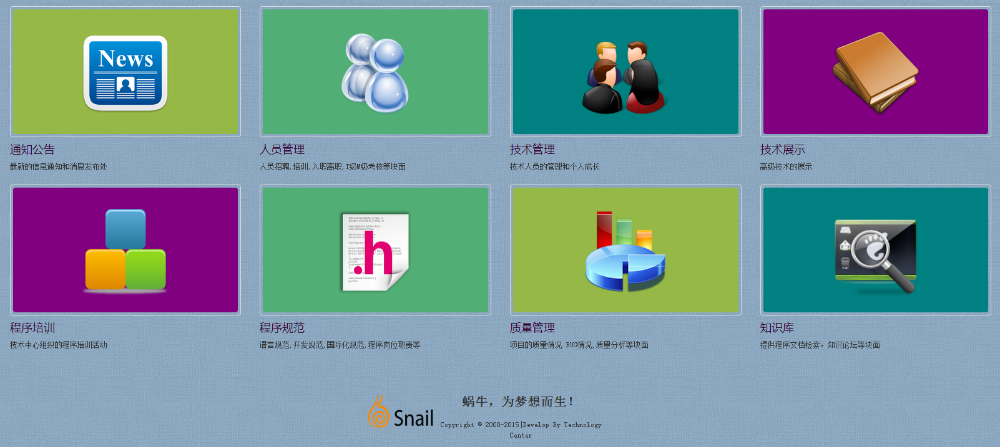 News
通知公告
最新的信息通知和消息发布处
人员管理
人员招聘,培训,入职离职,T级M级考核等块面
技术管理
技术人员的管理和个人成长
技术展示
高级技术的展示
程序培训
技术中心组织的程序培训活动
.h
程序规范
语言规范,开发规范,国际化规范,程序岗位职责等
质量管理
项目的质量情况:BUG情况,质量分析等块面
知识库
提供程序文档检索，知识论坛等块面
Snail
蜗牛，为梦想而生！
Copyright © 2000-2015|Develop By Technology
Center